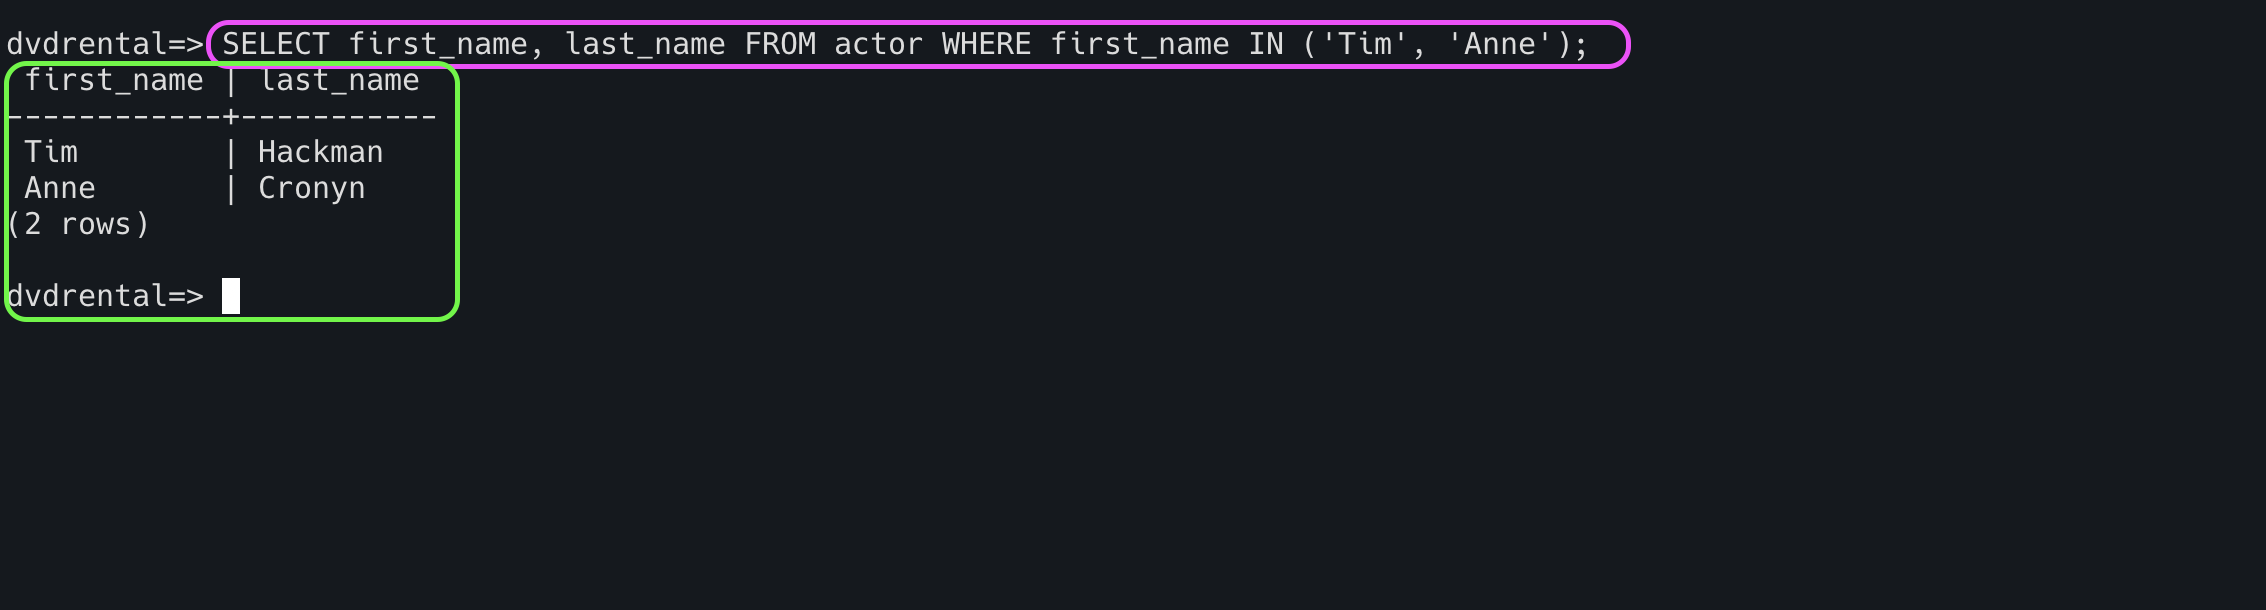 dvdrental=> SELECT first_name, last_name FROM actor WHERE first_name IN ('Tim', 'Anne');
 first_name | last_name
------------+-----------
 Tim        | Hackman
 Anne       | Cronyn
(2 rows)

dvdrental=>